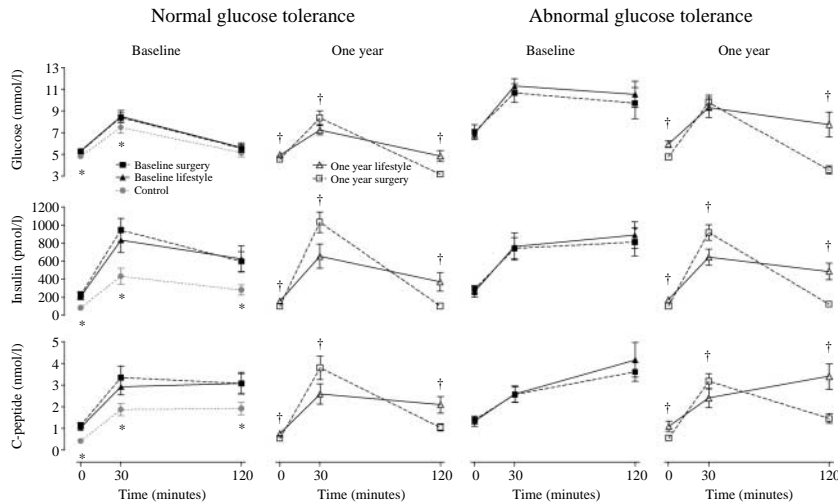 Normal glucose tolerance
Abnormal glucose tolerance
Baseline
One year
Baseline
One year
Glucose (mmol/l)
13
11
9
7
5
3
*
*
Baseline surgery
Baseline lifestyle
Control
†
†
†
One year lifestyle
One year surgery
†
†
Insulin (pmol/l)
1200
1000
800
600
400
200
0
*
*
*
†
†
†
†
†
†
C-peptide (nmol/l)
5
4
3
2
1
0
*
*
*
†
†
†
†
†
†
0 30 120
0 30 120
0 30 120
0 30 120
Time (minutes)
Time (minutes)
Time (minutes)
Time (minutes)